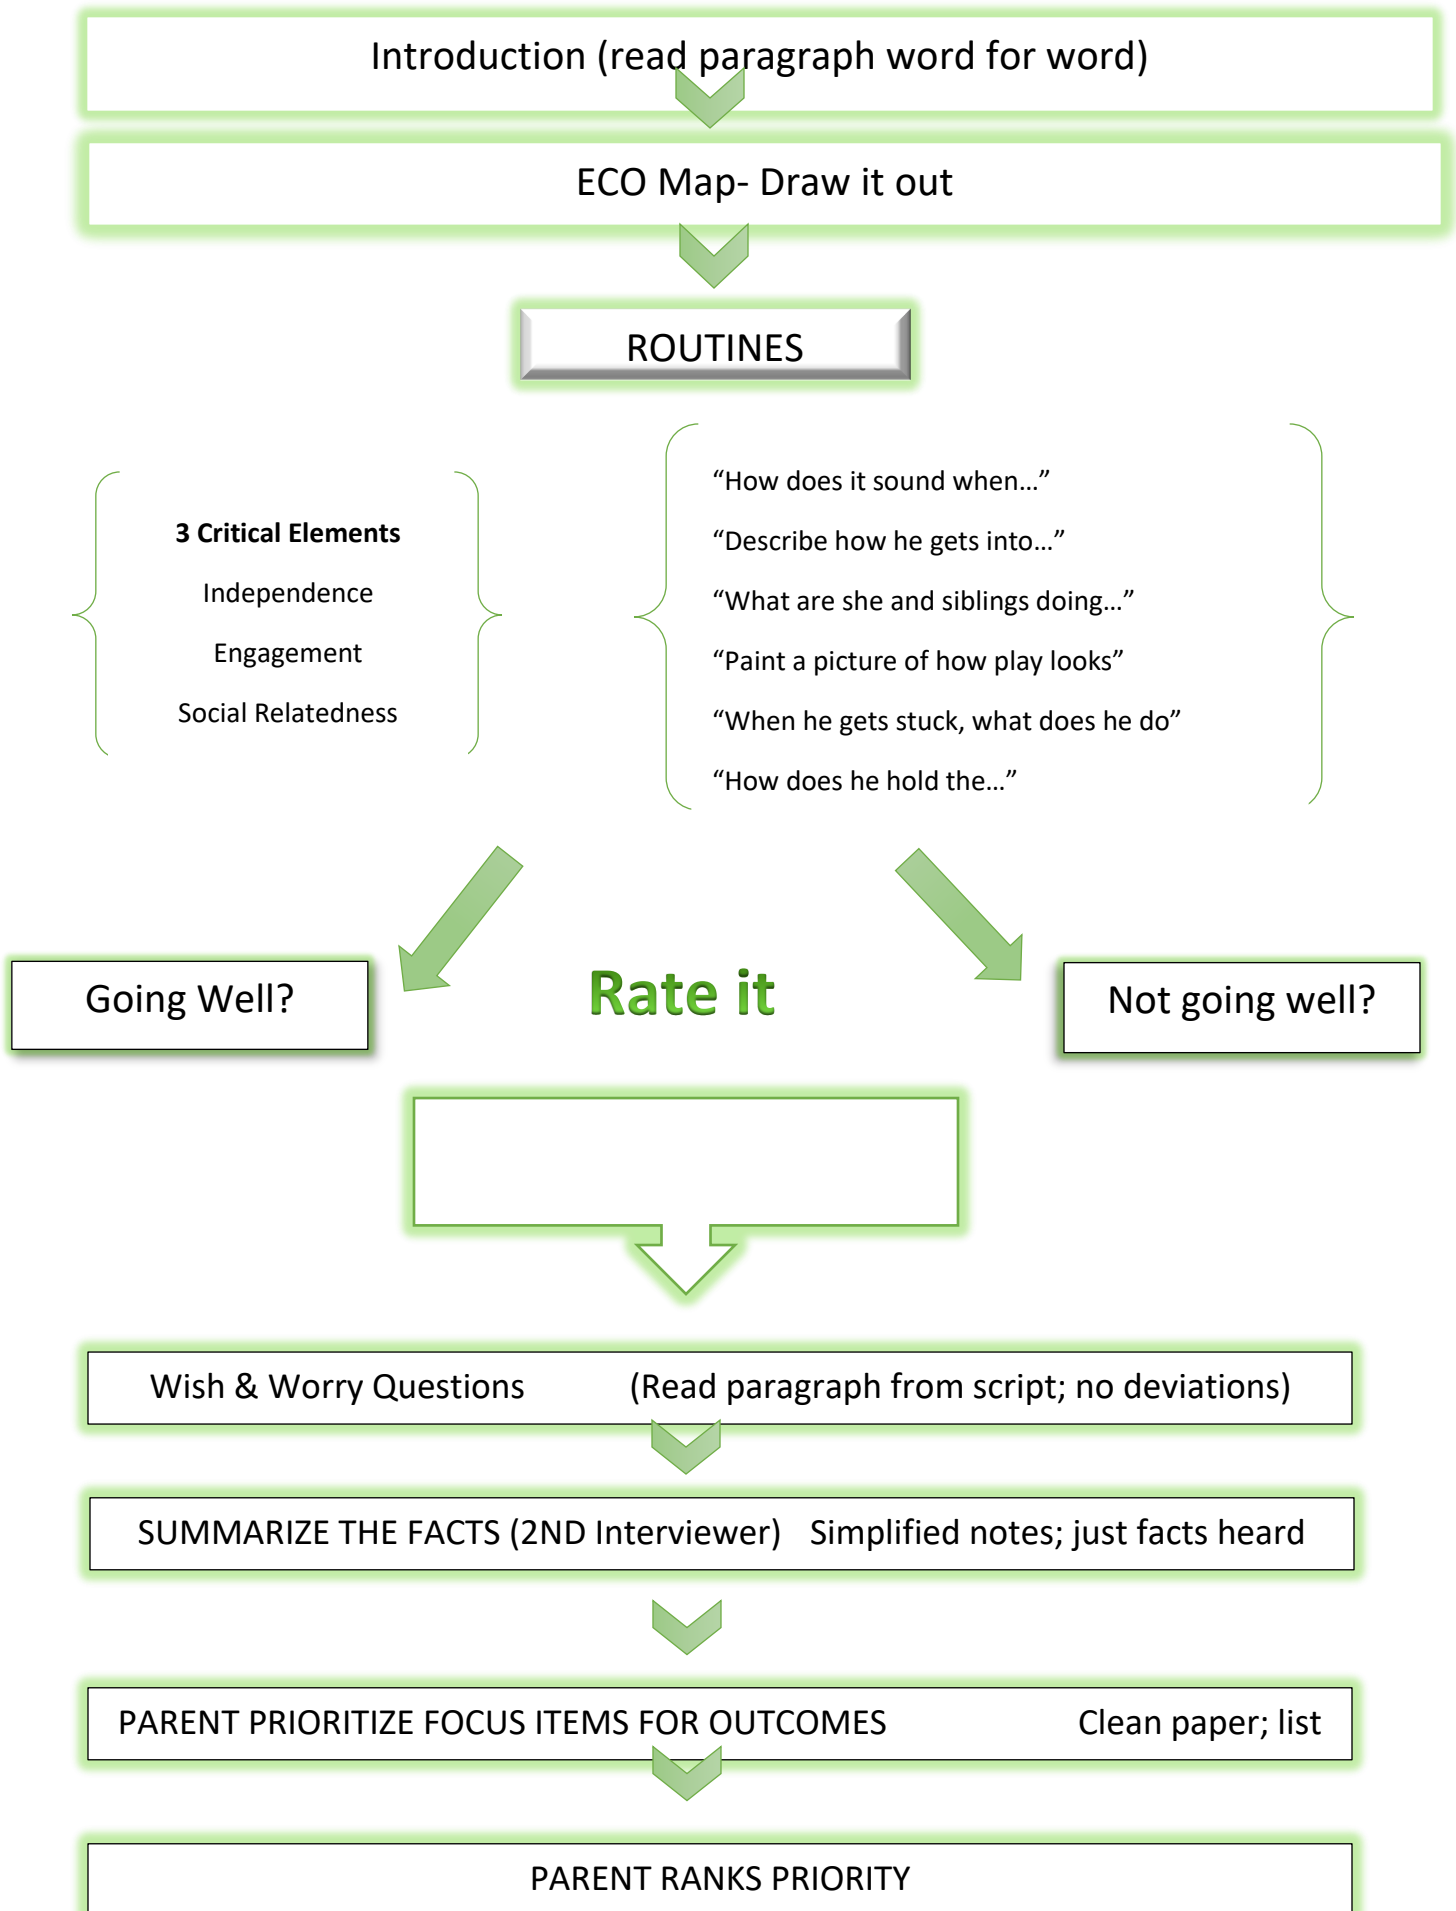 Introduction (read paragraph word for word)
ECO Map- Draw it out
ROUTINES
3 Critical Elements
Independence
Engagement
Social Relatedness
“How does it sound when…”
“Describe how he gets into…”
“What are she and siblings doing…”
“Paint a picture of how play looks”
“When he gets stuck, what does he do”
“How does he hold the…”
Going Well?
Rate it
Not going well?
Wish & Worry Questions (Read paragraph from script; no deviations)
SUMMARIZE THE FACTS (2ND Interviewer) Simplified notes; just facts heard
PARENT PRIORITIZE FOCUS ITEMS FOR OUTCOMES Clean paper; list
PARENT RANKS PRIORITY